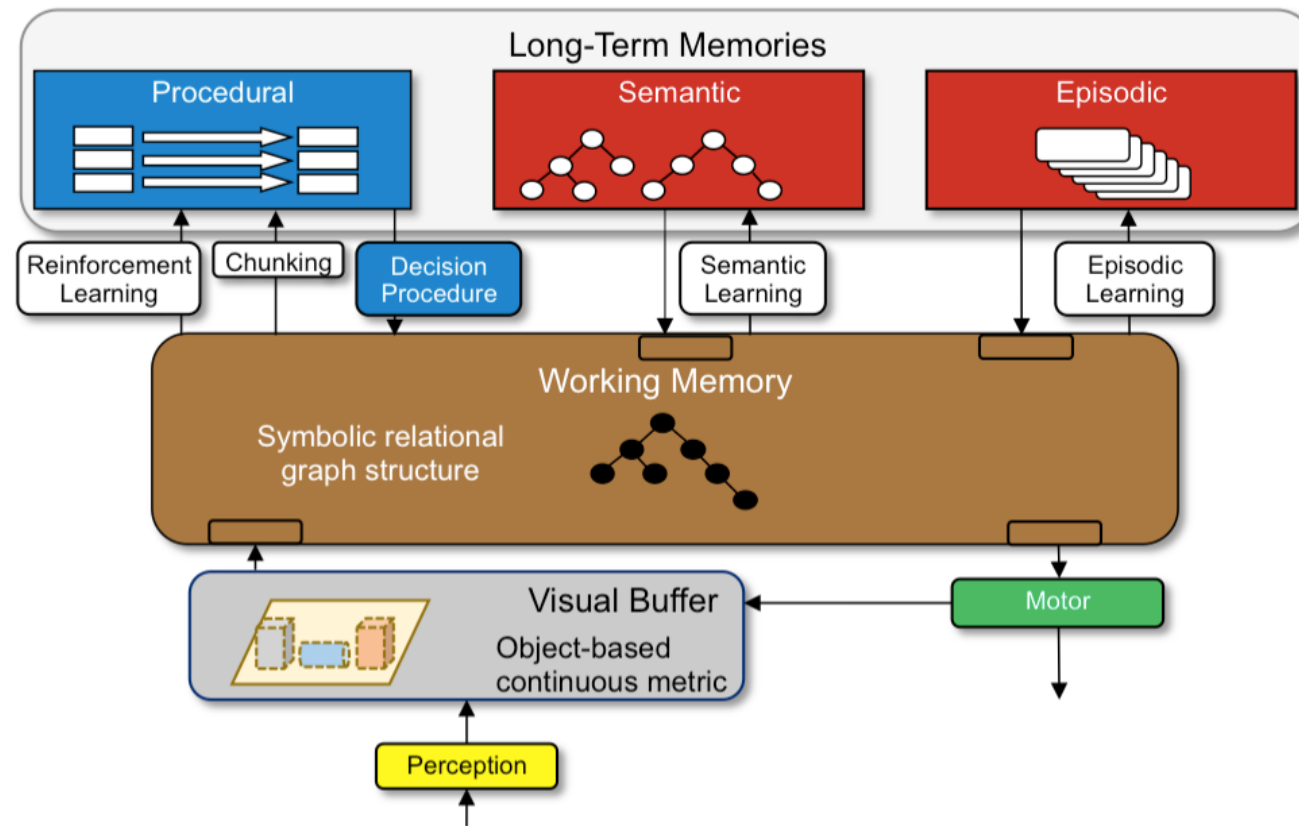 Long-Term Memories
Procedural
Semantic
Episodic
Reinforcement
Learning
Chunking
Decision
Procedure
Semantic
Learning
Episodic
Learning
Working Memory
Symbolic relational
graph structure
Visual Buffer
Object-based
continuous metric
Motor
Perception